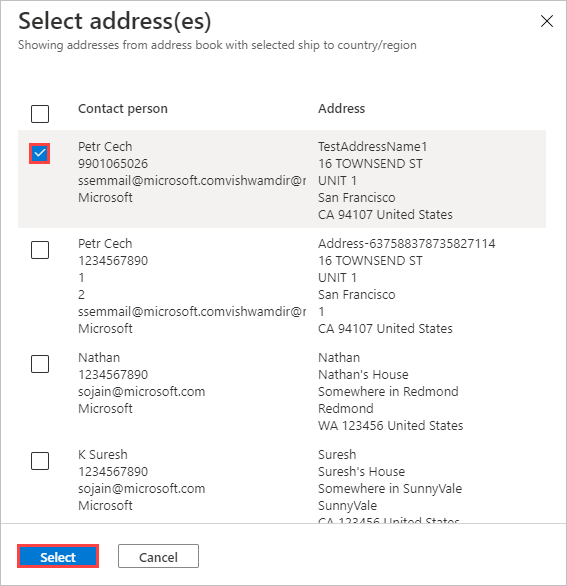 Select address(es)
Showing addresses from address book with selected ship to country/region
Contact person
Address
Petr Cech
9901065026
ssemmail@microsoft.comvishwamdir@r
Microsoft
TestAddressName1
16 TOWNSEND ST
UNIT 1
San Francisco
CA 94107 United States
Petr Cech
1234567890
1
2
ssemmail@microsoft.comvishwamdir@r
Microsoft
Address-637588378735827114
16 TOWNSEND ST
UNIT 1
San Francisco
1
CA 94107 United States
Nathan
1234567890
sojain@microsoft.com
Microsoft
Nathan
Nathan's House
Somewhere in Redmond
Redmond
WA 123456 United States
K Suresh
1234567890
sojain@microsoft.com
Microsoft
Suresh
Suresh's House
Somewhere in SunnyVale
SunnyVale
CA 123456 United States
Select
Cancel